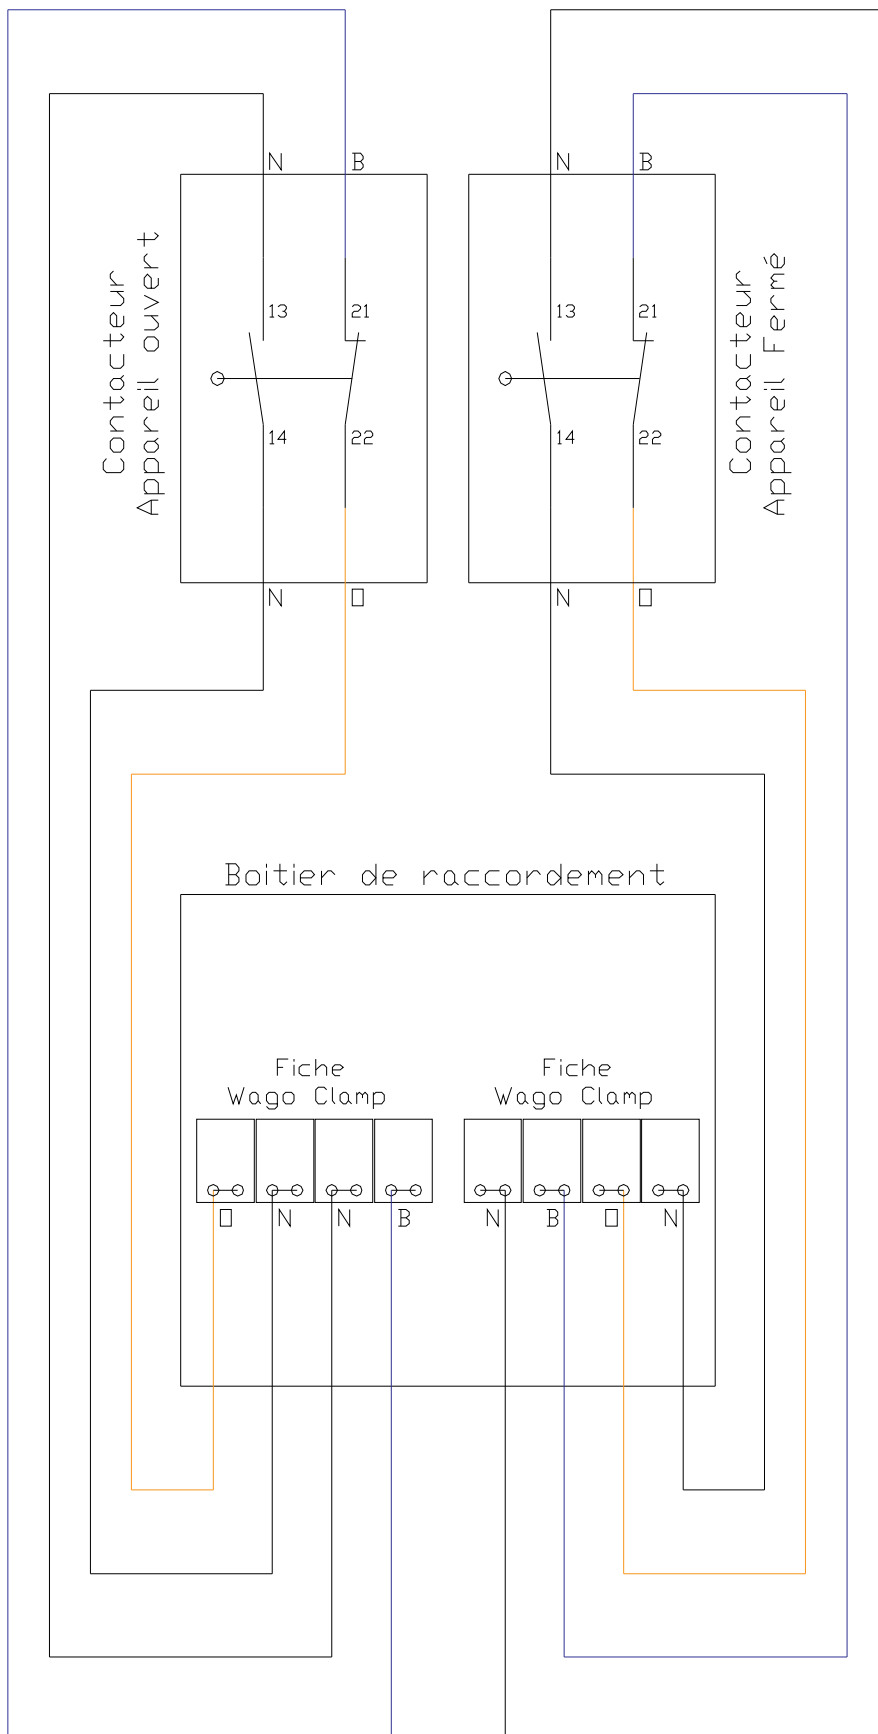 N B
N B
Contacteur
Appareil ouvert
13 21
14 22
13 21
14 22
Contacteur
Appareil Fermé
N O
N O
Boitier de raccordement
Fiche
Wago Clamp
Fiche
Wago Clamp
O N N B
N B O N